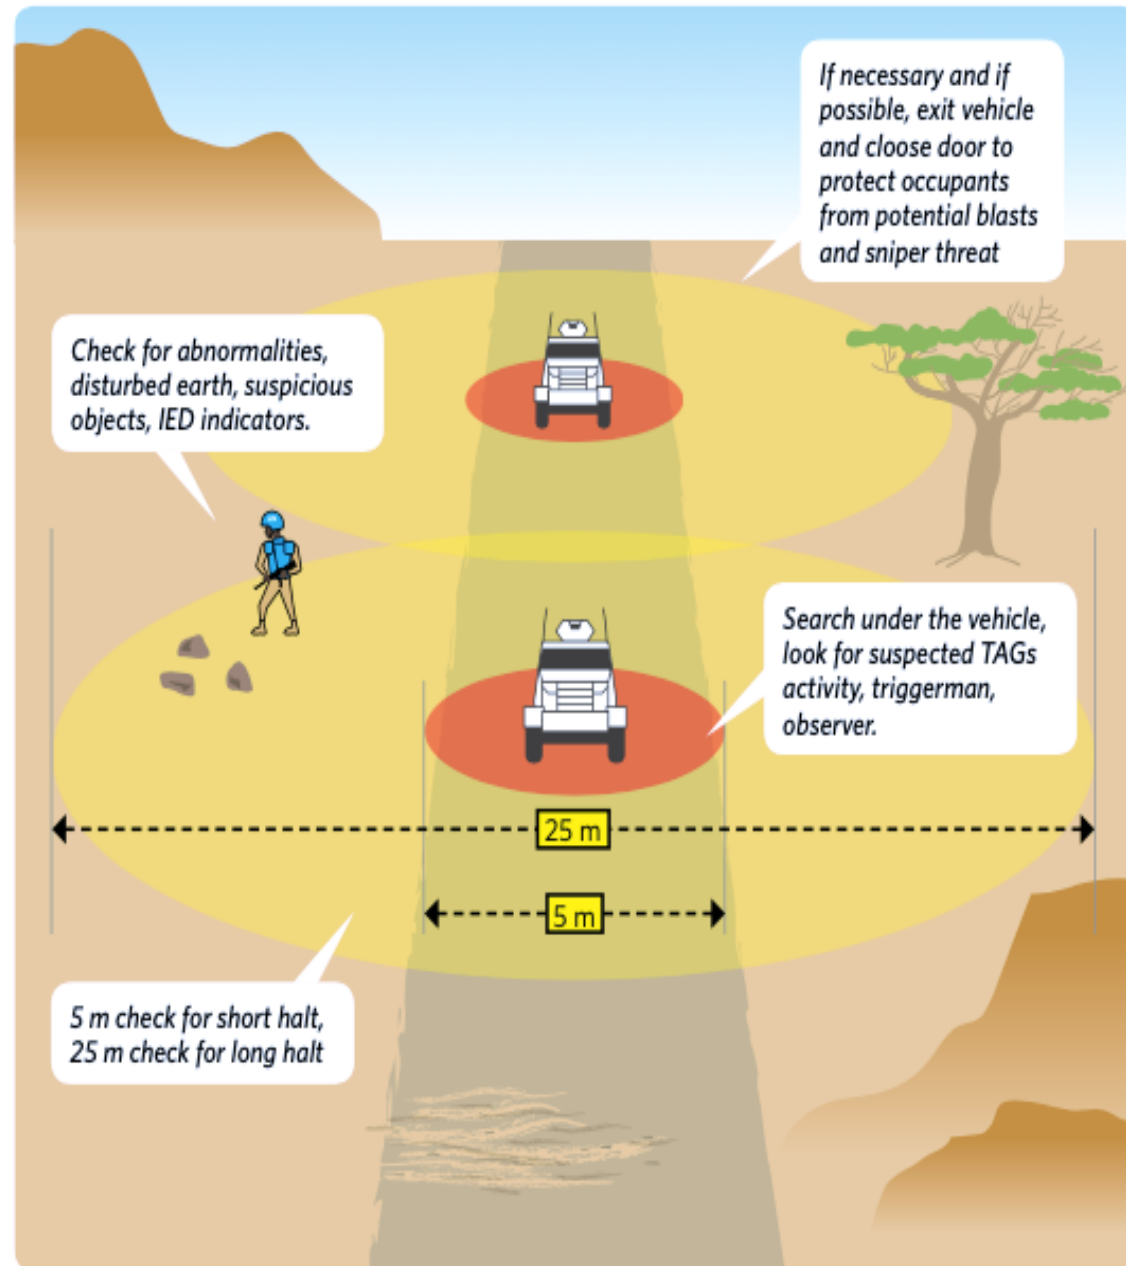 If necessary and if
possible, exit vehicle
and cloose door to
protect occupants
from potential blasts
and sniper threat
Check for abnormalities,
disturbed earth, suspicious
objects, IED indicators.
Search under the vehicle,
look for suspected TAGs
activity, triggerman,
observer.
25 m
5 m
5 m check for short halt,
25 m check for long halt